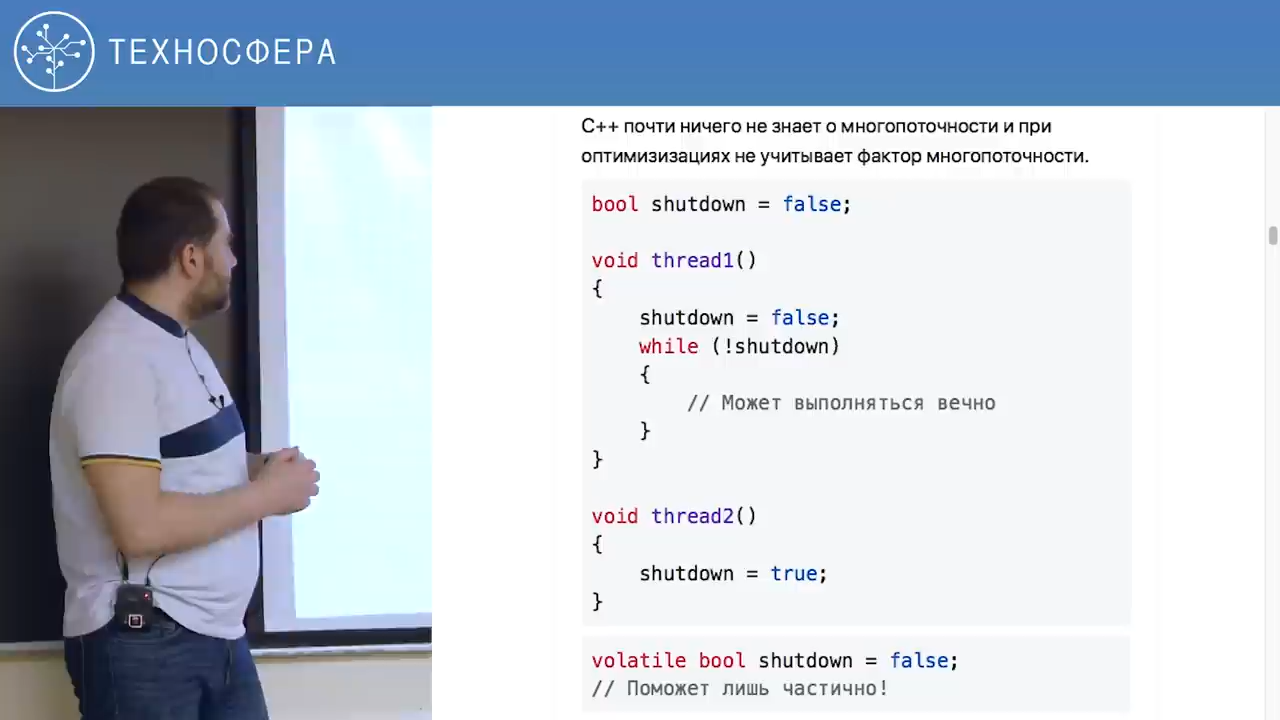 ТЕХНОСФЕРА
C++ почти ничего не знает о многопоточности и при
оптимизизациях не учитывает фактор многопоточности.
bool shutdown = false;
void thread1()
{
shutdown = false;
while (!shutdown)
{
// Может выполняться вечно
}
}
void thread2()
{
shutdown = true;
}
volatile bool shutdown = false;
// Поможет лишь частично!